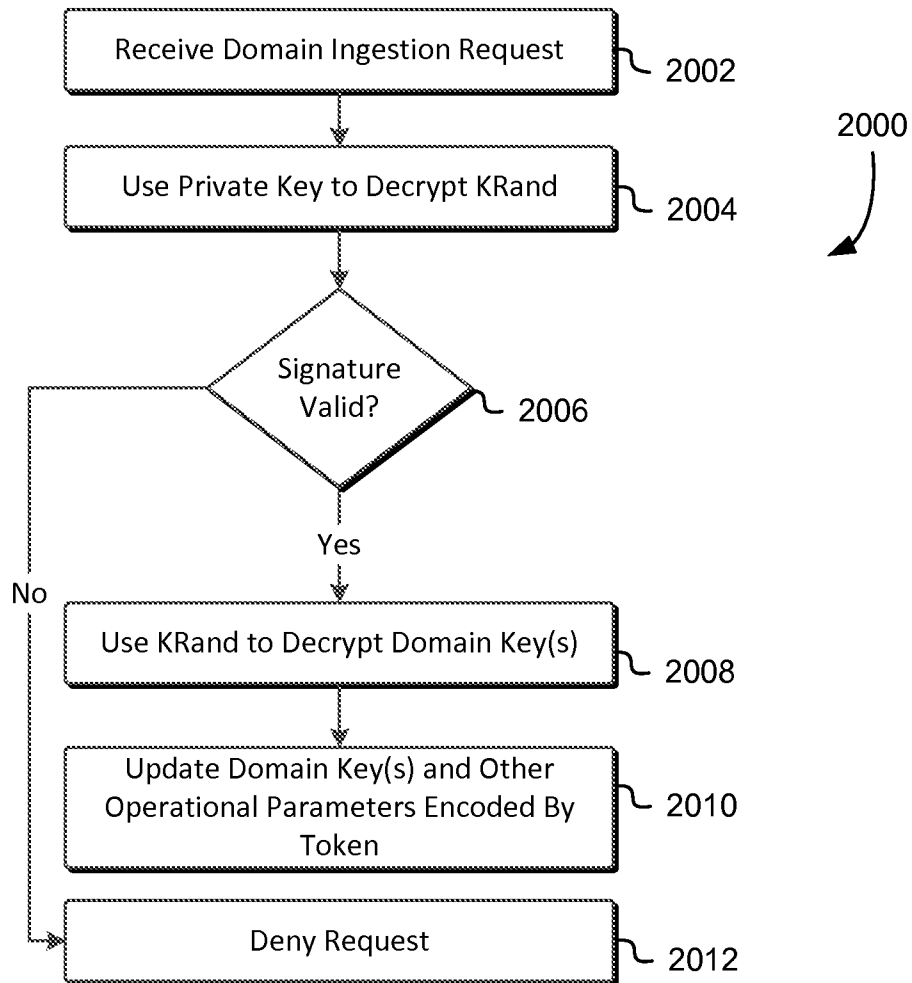 Receive Domain Ingestion Request
2002
2000
Use Private Key to Decrypt KRand
2004
Signature
Valid?
2006
Yes
No
Use KRand to Decrypt Domain Key(s)
2008
Update Domain Key(s) and Other
Operational Parameters Encoded By
Token
2010
Deny Request
2012